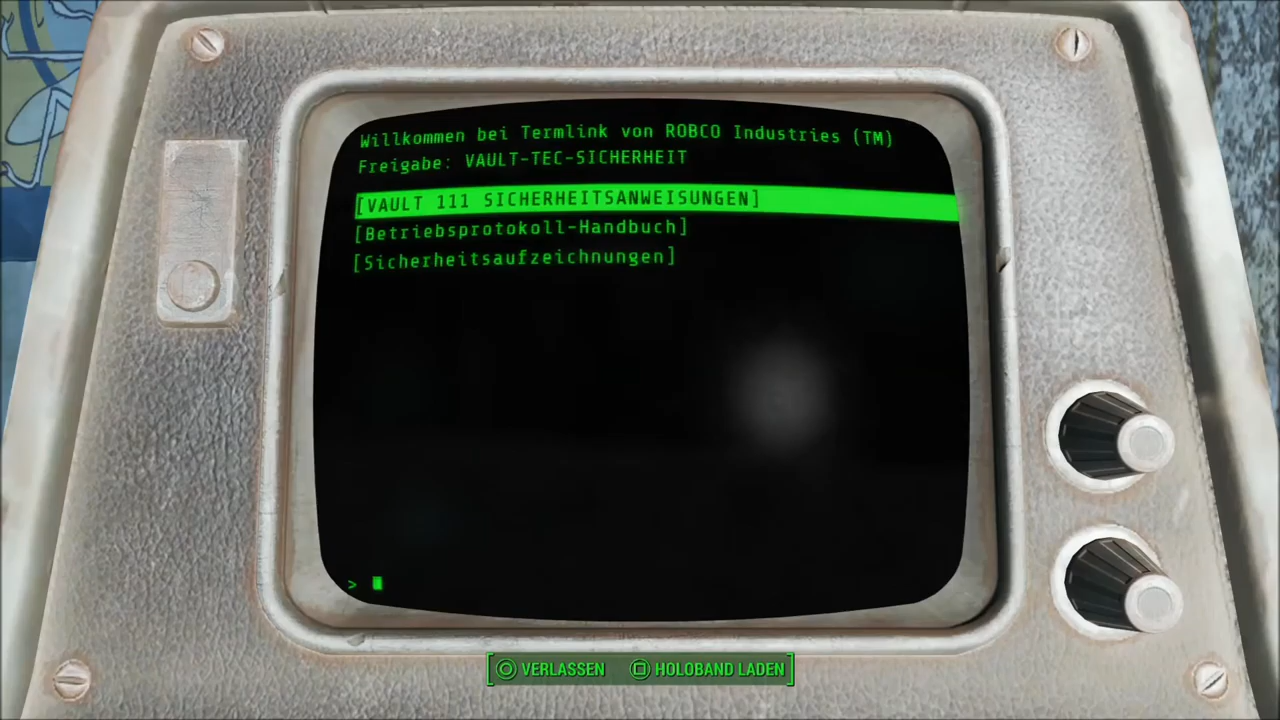 Willkommen bei Termlink von ROBCO Industries (TM)
Freigabe: VAULT-TEC-SICHERHEIT
[VAULT 111 SICHERHEITSANWEISUNGEN]
[Betriebsprotokoll-Handbuch]
[Sicherheitsaufzeichnungen]
>
VERLASSEN HOLOBAND LADEN